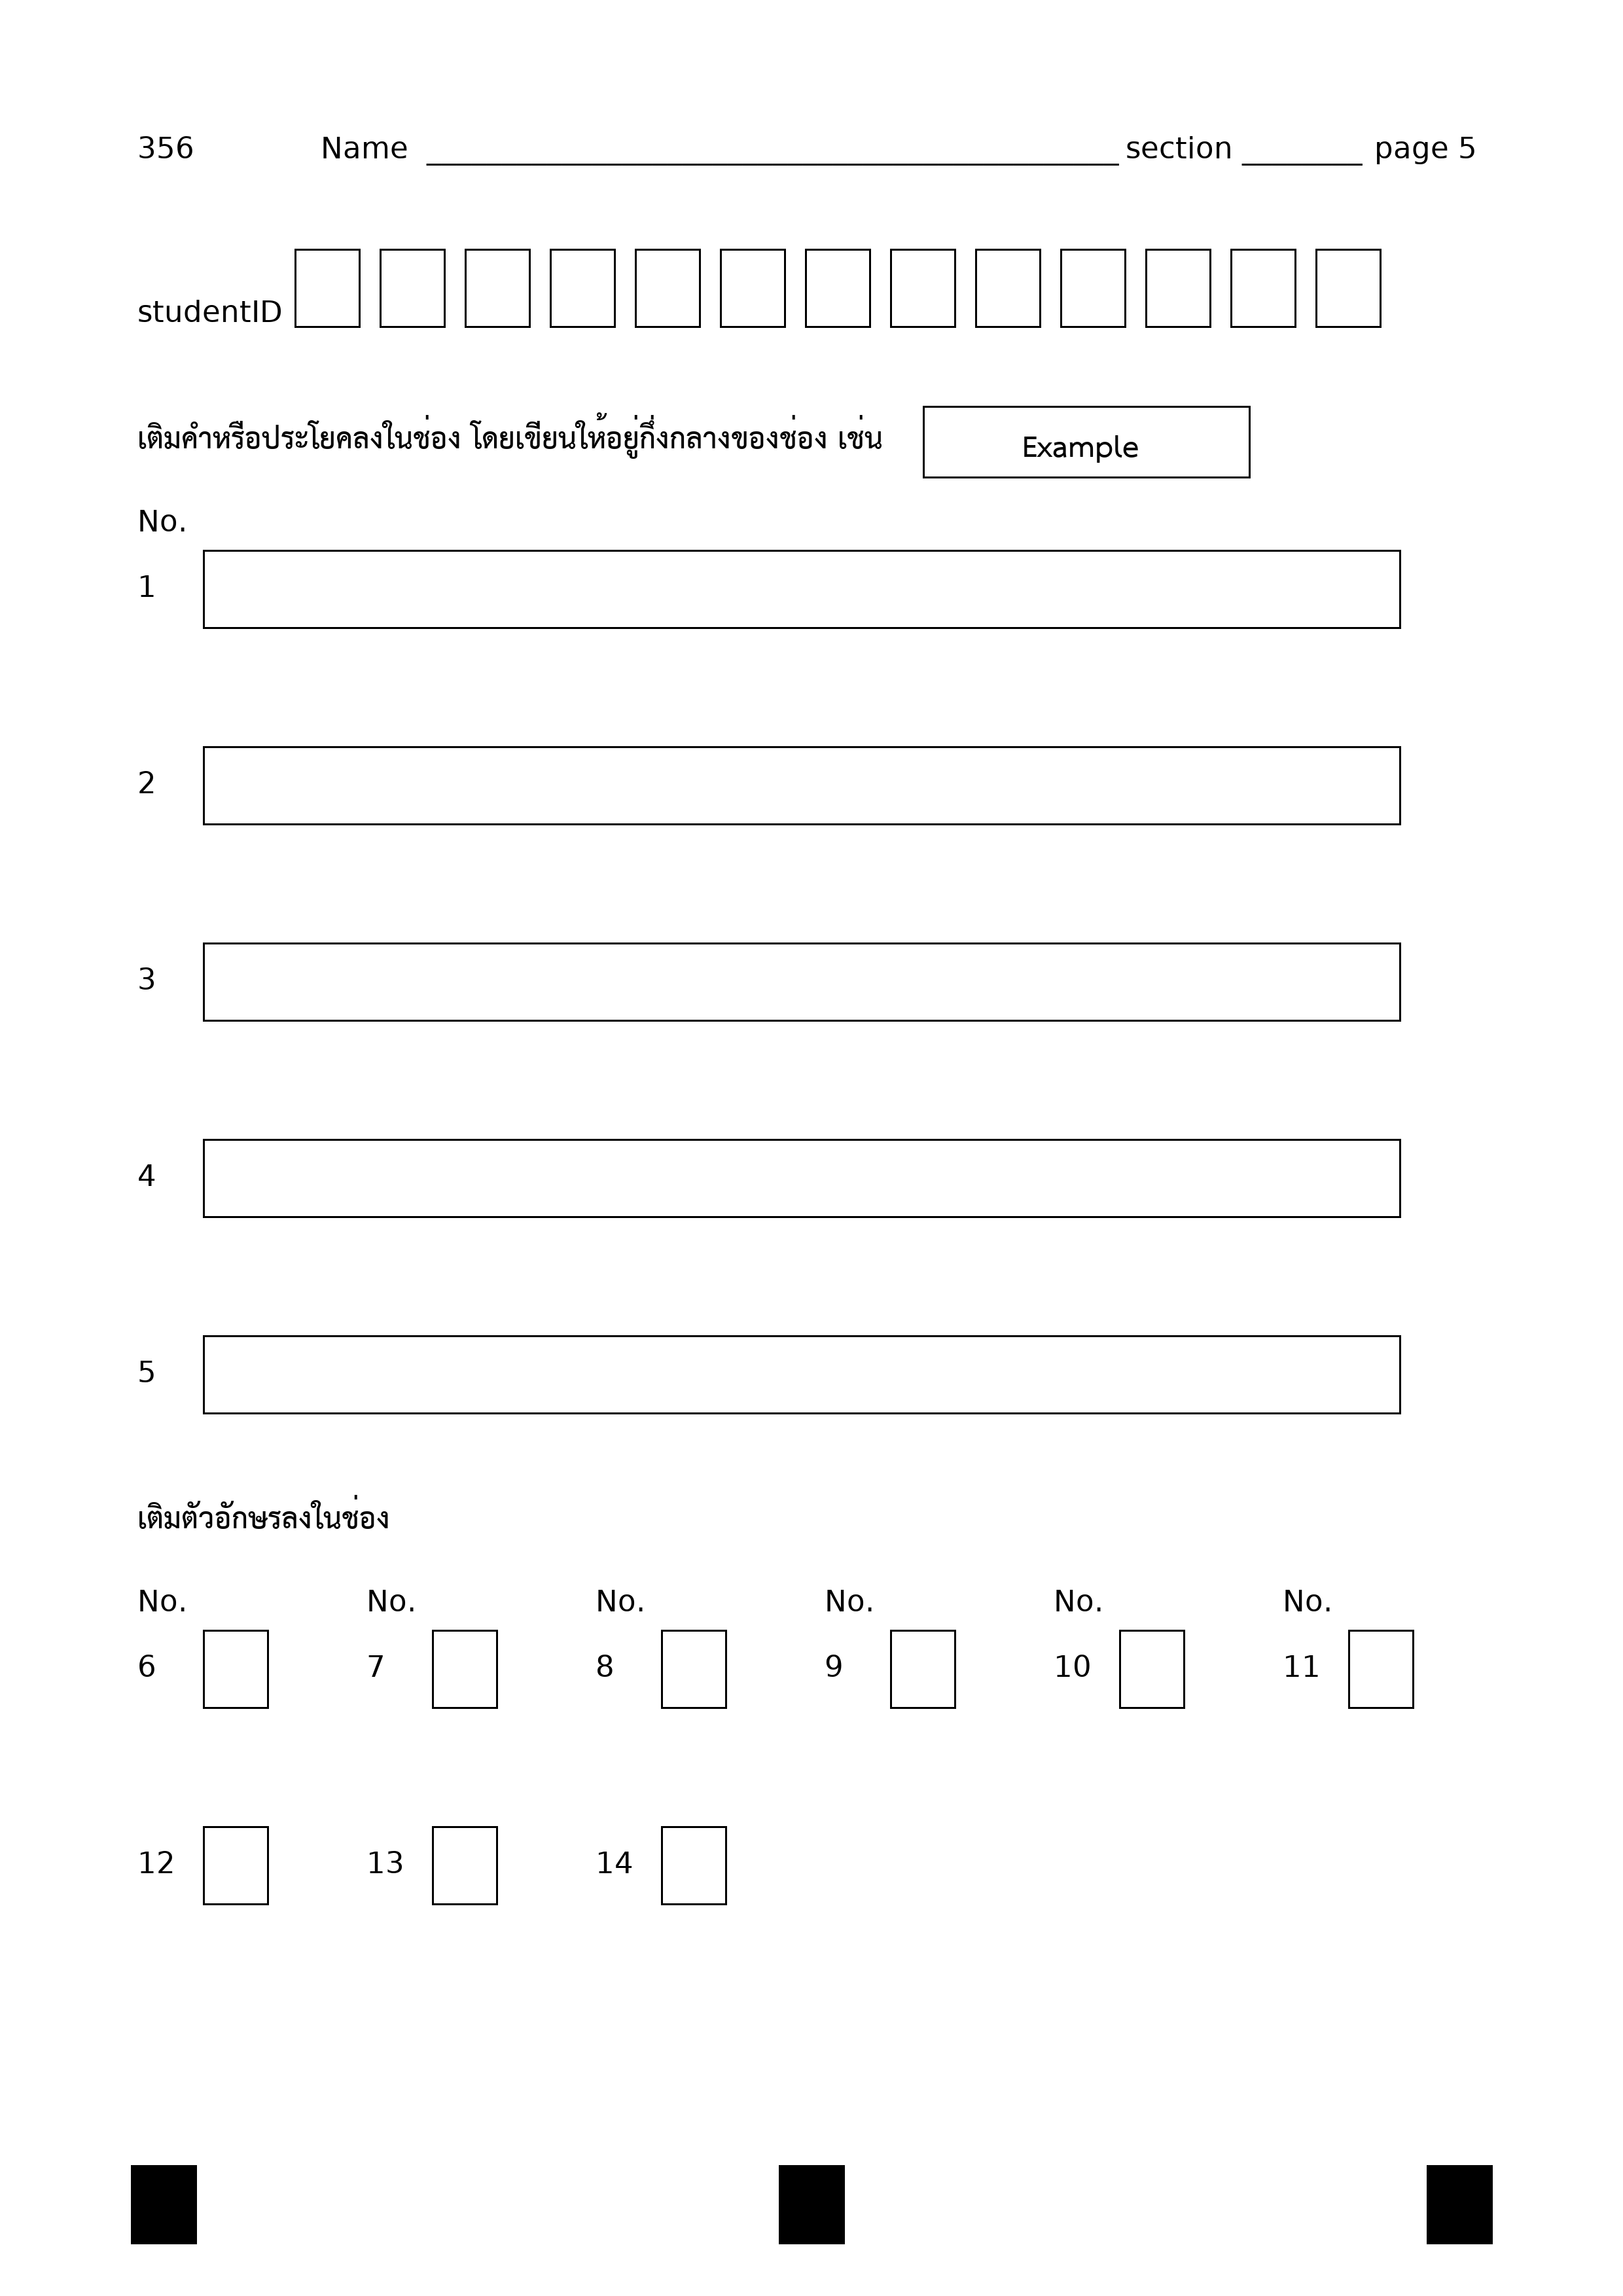 356 Name section page 5
studentID
เติมคำหรือประโยคลงในช่อง โดยเขียนให้อยู่กึ่งกลางของช่อง เช่น Example
No.
1
2
3
4
5
เติมตัวอักษรลงในช่อง
No. No. No. No. No. No.
6 7 8 9 10 11
12 13 14